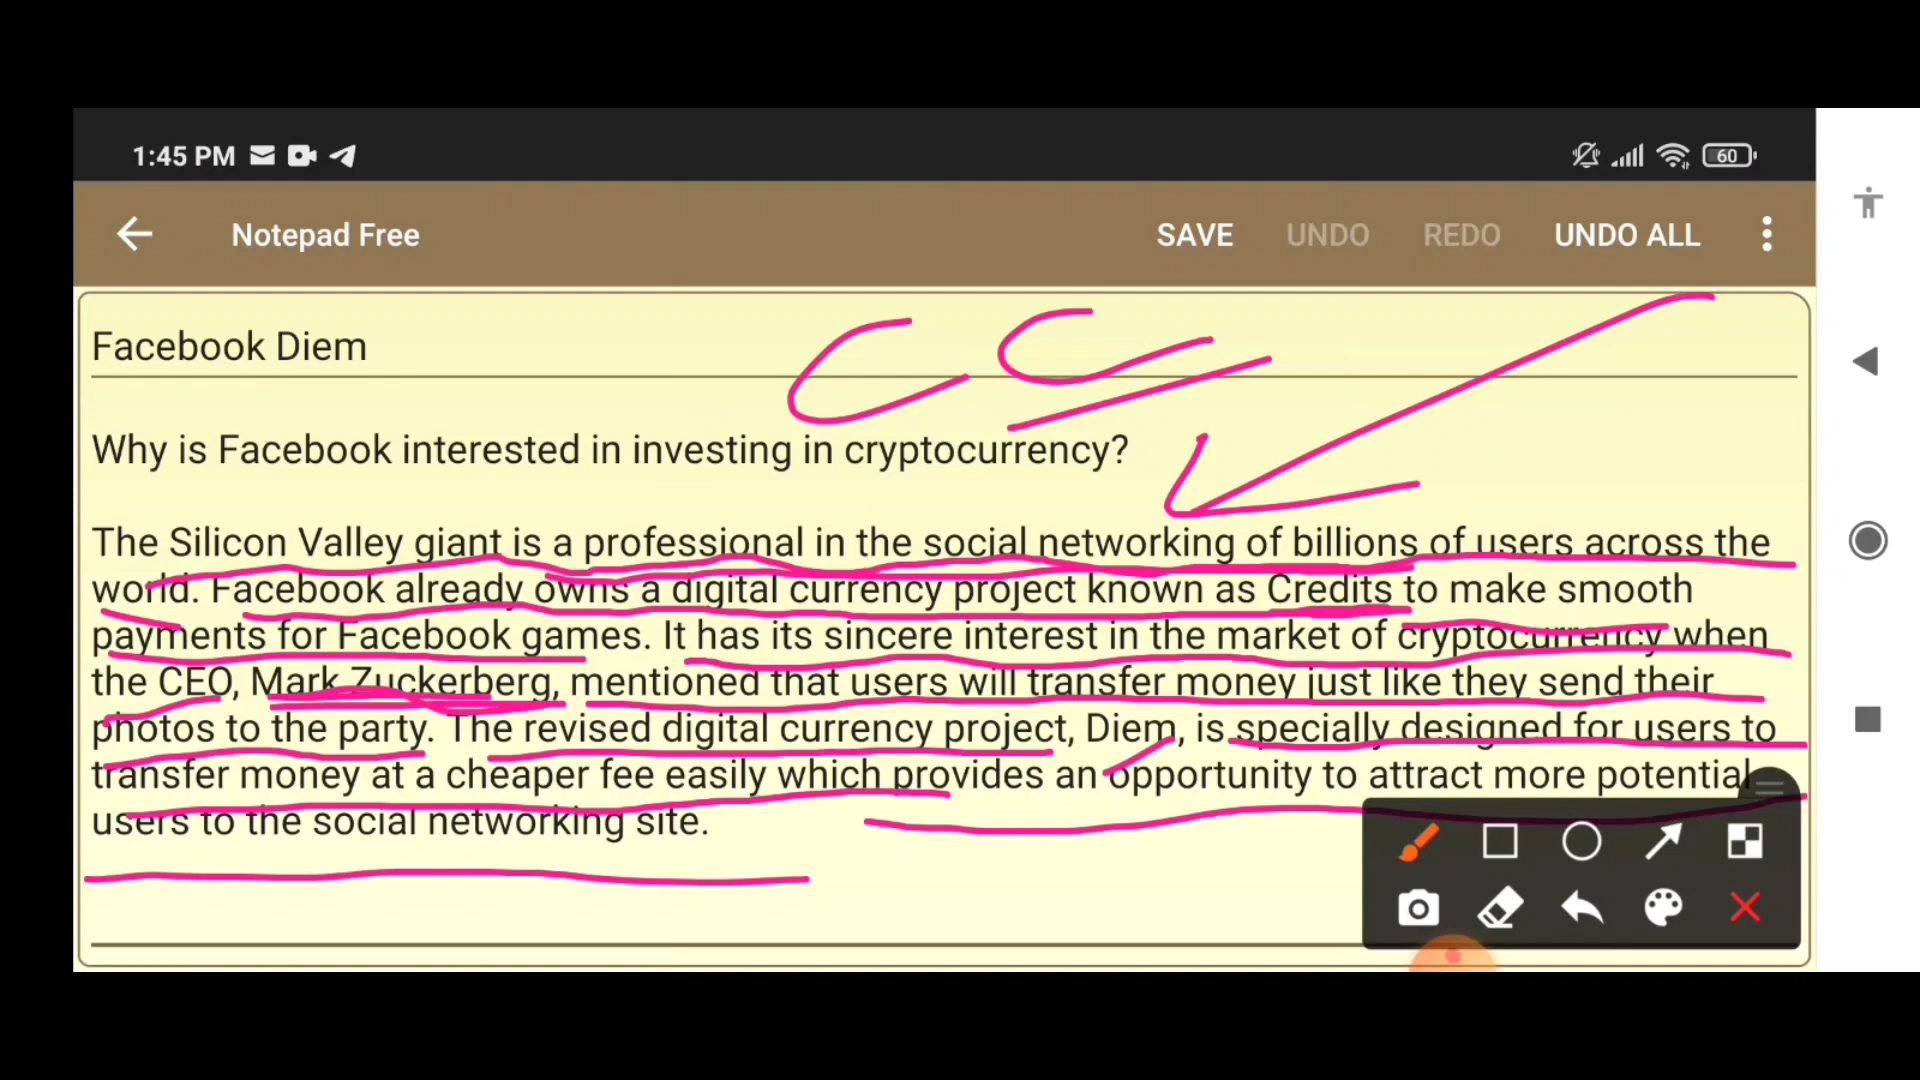 1:45 PM 60
Notepad Free SAVE UNDO REDO UNDO ALL
Facebook Diem
CC
Why is Facebook interested in investing in cryptocurrency?
The Silicon Valley giant is a professional in the social networking of billions of users across the
world. Facebook already owns a digital currency project known as Credits to make smooth
payments for Facebook games. It has its sincere interest in the market of cryptocurrency when
the CEO, Mark Zuckerberg, mentioned that users will transfer money just like they send their
photos to the party. The revised digital currency project, Diem, is specially designed for users to
transfer money at a cheaper fee easily which provides an opportunity to attract more potential
users to the social networking site.